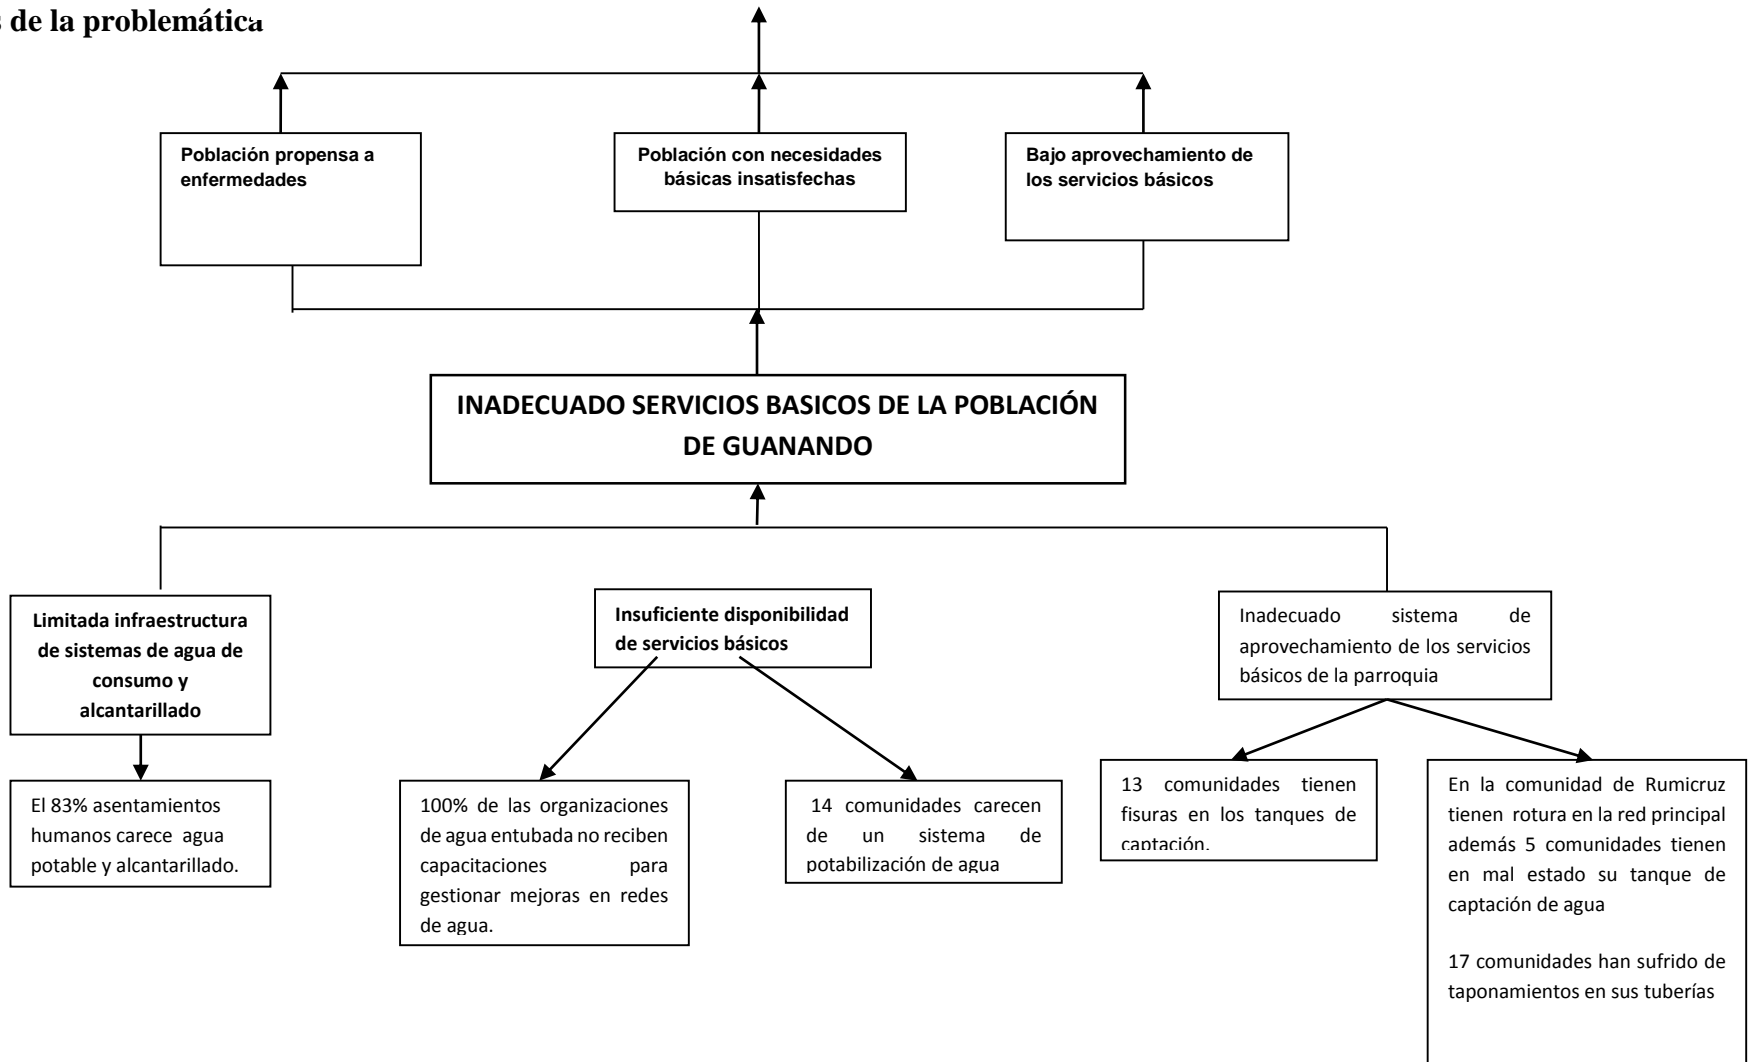 s de la problemática
Población propensa a
enfermedades
Población con necesidades
básicas insatisfechas
Bajo aprovechamiento de
los servicios básicos
INADECUADO SERVICIOS BASICOS DE LA POBLACIÓN
DE GUANANDO
Limitada infraestructura
de sistemas de agua de
consumo y
alcantarillado
Insuficiente disponibilidad
de servicios básicos
Inadecuado sistema de
aprovechamiento de los servicios
básicos de la parroquia
El 83% asentamientos
humanos carece agua
potable y alcantarillado.
100% de las organizaciones
de agua entubada no reciben
capacitaciones para
gestionar mejoras en redes
de agua.
14 comunidades carecen
de un sistema de
potabilización de agua
13 comunidades tienen
fisuras en los tanques de
captación.
En la comunidad de Rumicruz
tienen rotura en la red principal
además 5 comunidades tienen
en mal estado su tanque de
captación de agua
17 comunidades han sufrido de
taponamientos en sus tuberías